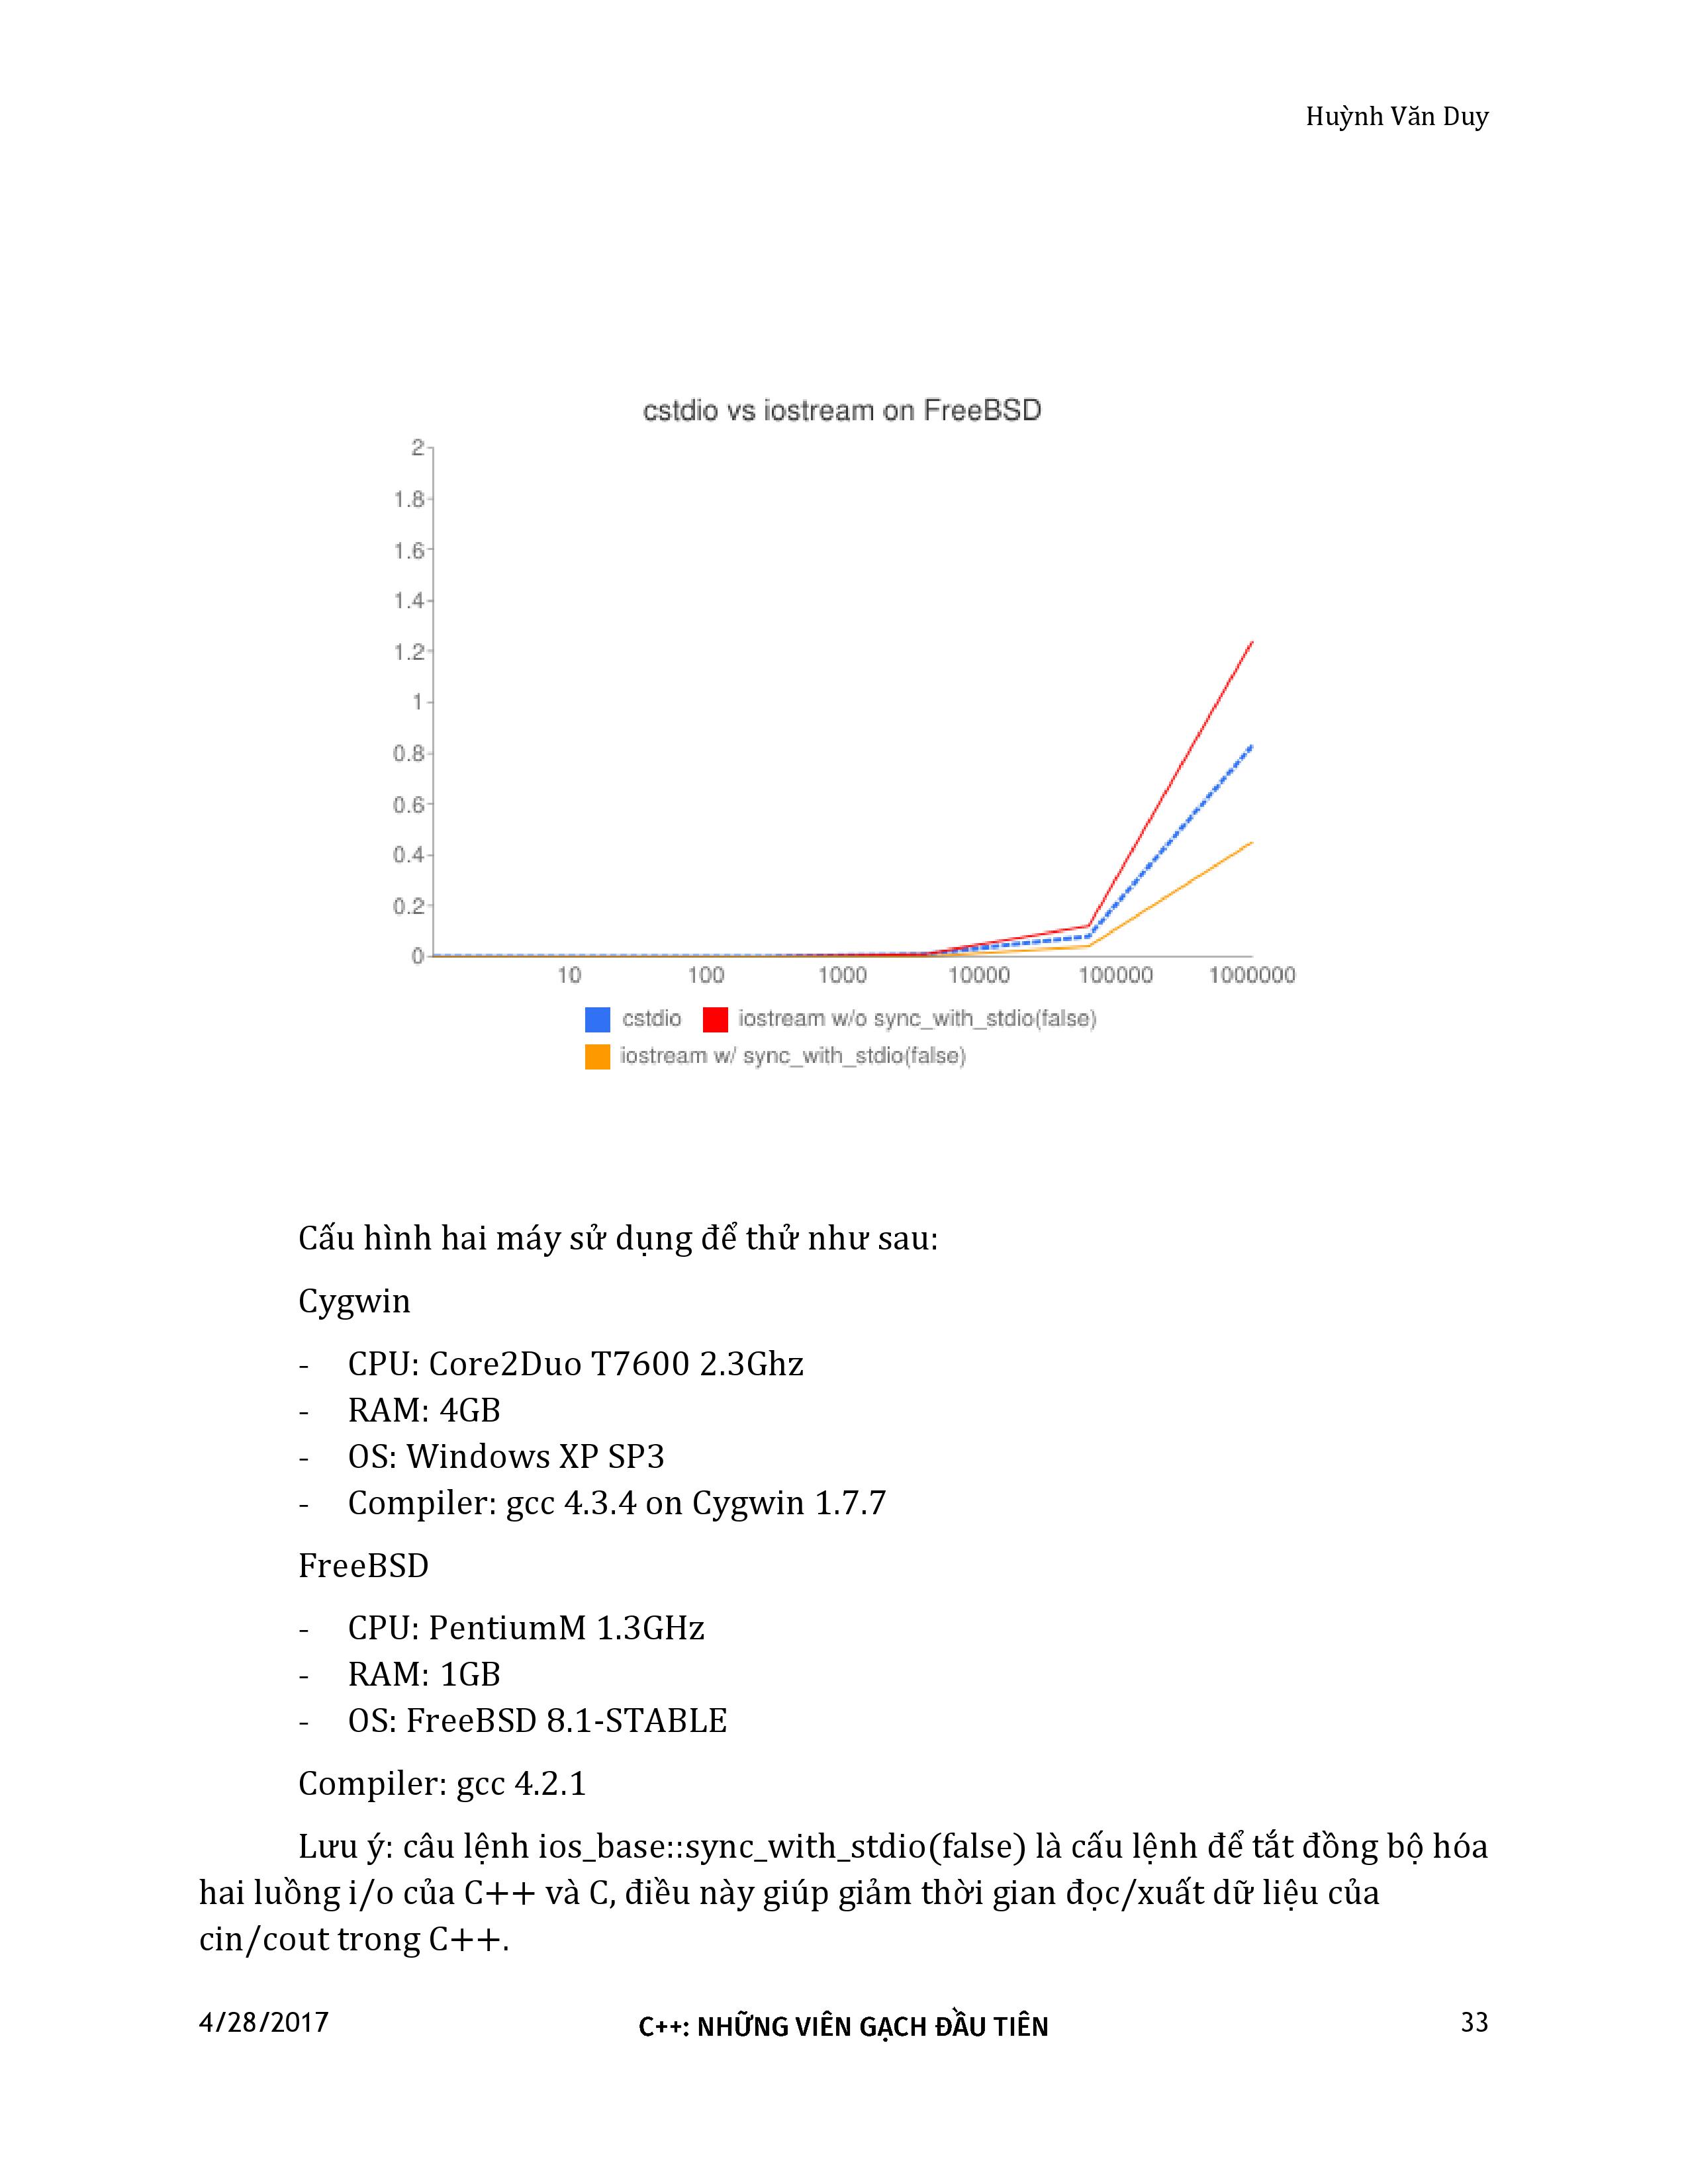 Huỳnh Văn Duy
cstdio vs iostream on FreeBSD
2
1.8
1.6
1.4
1.2
1
0.8
0.6
0.4
0.2
0
10 100 1000 10000 100000 1000000
cstdio iostream w/o sync_with_stdio(false)
iostream w/ sync_with_stdio(false)
Cấu hình hai máy sử dụng để thử như sau:
Cygwin
- CPU: Core2Duo T7600 2.3Ghz
- RAM: 4GB
- OS: Windows XP SP3
- Compiler: gcc 4.3.4 on Cygwin 1.7.7
FreeBSD
- CPU: PentiumM 1.3GHz
- RAM: 1GB
- OS: FreeBSD 8.1-STABLE
Compiler: gcc 4.2.1
Lưu ý: câu lệnh ios_base::sync_with_stdio(false) là cấu lệnh để tắt đồng bộ hóa
hai luồng i/o của C++ và C, điều này giúp giảm thời gian đọc/xuất dữ liệu của
cin/cout trong C++.
4/28/2017 C++: NHỮNG VIÊN GẠCH ĐẦU TIÊN 33